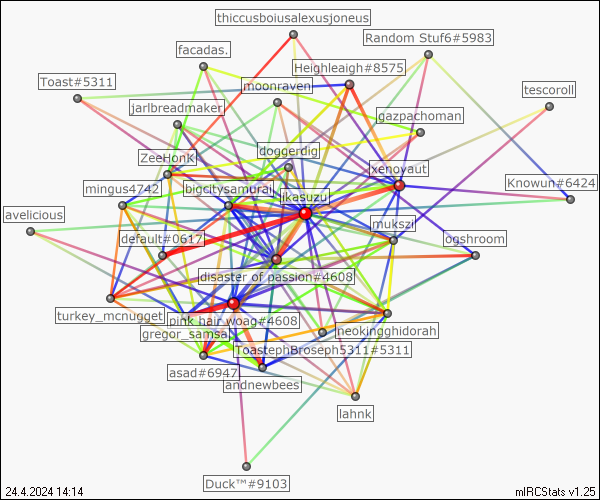 thiccusboiusalexusjoneus
Random Stuf6#5983
facadas.
Heighleaigh#8575
Toast#5311
moonraven
tescoroll
jarlbreadmaker
gazpachoman
doggerdig
ZeeHonk!
xenoyaut
mingus4742
bigcitysamurai
jkasuzu
Knowun#6424
avelicious
mukszi
default#0617
ogshroom
disaster of passion#4608
turkey_mcnugget
pink hair woag#4608
neokingghidorah
gregor_samsa
ToastephBroseph5311#5311
asad#6947
andnewbees
lahnk
Duck™#9103
24.4.2024 14:14
mIRCStats v1.25